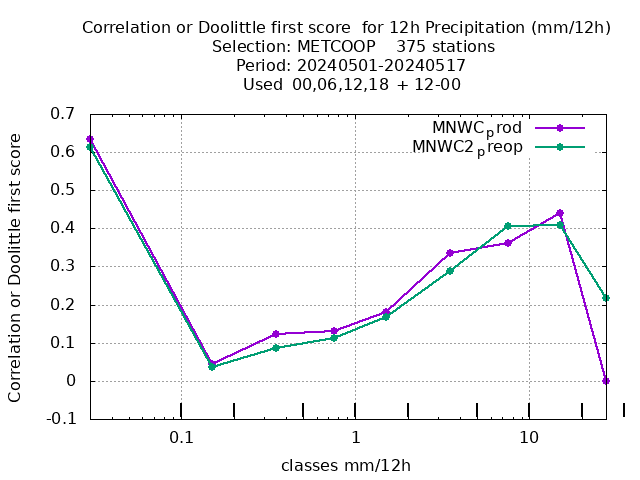 Correlation or Doolittle first score  for 12h Precipitation (mm/12h)
Selection: METCOOP    375 stations
Period: 20240501-20240517
Used  00,06,12,18  + 12-00
MNWC_prod
MNWC2_preop
Correlation or Doolittle first score
0.7
0.6
0.5
0.4
0.3
0.2
0.1
0
-0.1
0.1
1
10
classes mm/12h